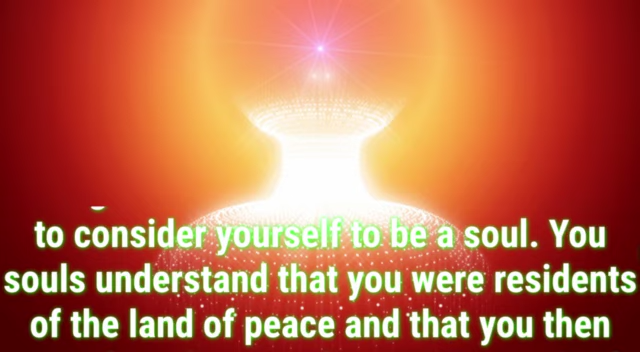 to consider yourself to be a soul. You
souls understand that you were residents
of the land of peace and that you then